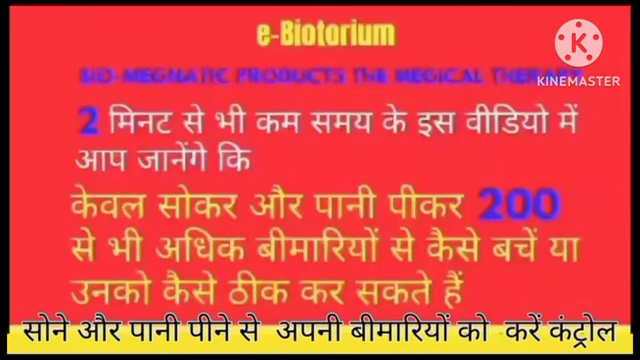 e-Biotorium
KINEMASTER
BIO-MEGNATIC PRODUCTS THE MEGICAL THERAPY
2 मिनट से भी कम समय के इस वीडियो में
आप जानेंगे कि
केवल सोकर और पानी पीकर 200
से भी अधिक बीमारियों से कैसे बचें या
उनको कैसे ठीक कर सकते हैं
सोने और पानी पीने से अपनी बीमारियों को करें कंट्रोल